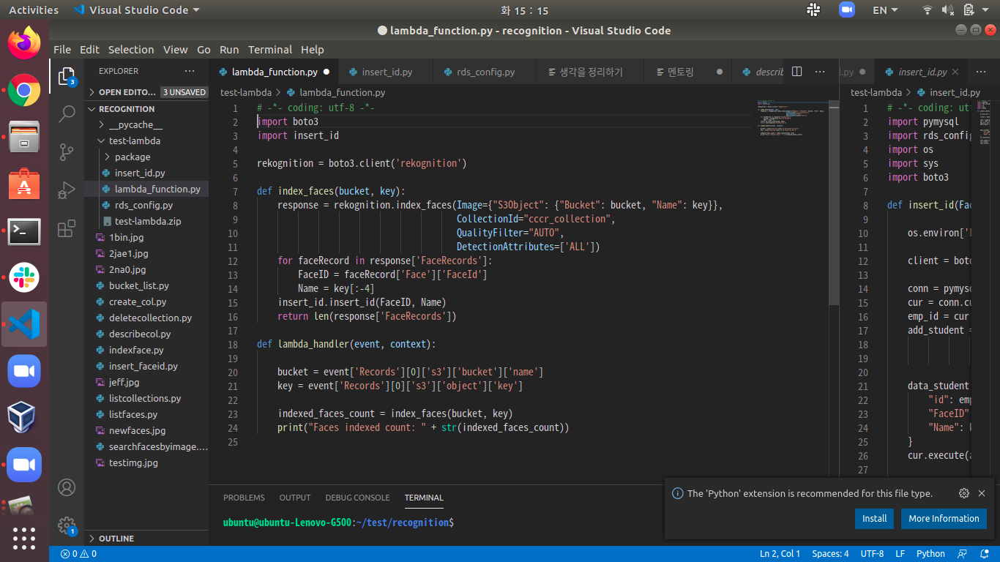 Activities Visual Studio Code 화 15 : 15 EN
lambda_function.py - recognition - Visual Studio Code
File Edit Selection View Go Run Terminal Help
EXPLORER ···
OPEN EDITO... 3 UNSAVED
RECOGNITION
__pycache__
test-lambda
package
insert_id.py
lambda_function.py
rds_config.py
test-lambda.zip
1bin.jpg
2jae1.jpg
2na0.jpg
bucket_list.py
create_col.py
deletecollection.py
describecol.py
indexface.py
insert_faceid.py
jeff.jpg
listcollections.py
listfaces.py
newfaces.jpg
searchfacesbyimage....
testimg.jpg
OUTLINE
3
1
lambda_function.py insert_id.py rds_config.py 생각을 정리하기 멘토링 describ
test-lambda > lambda_function.py
1 # -*- coding: utf-8 -*-
2 import boto3
3 import insert_id
4
5 rekognition = boto3.client('rekognition')
6
7 def index_faces(bucket, key):
8 response = rekognition.index_faces(Image={"S3Object": {"Bucket": bucket, "Name": key}},
9 CollectionId="cccr_collection",
10 QualityFilter="AUTO",
11 DetectionAttributes=['ALL'])
12 for faceRecord in response['FaceRecords']:
13 FaceID = faceRecord['Face']['FaceId']
14 Name = key[:-4]
15 insert_id.insert_id(FaceID, Name)
16 return len(response['FaceRecords'])
17
18 def lambda_handler(event, context):
19
20 bucket = event['Records'][0]['s3']['bucket']['name']
21 key = event['Records'][0]['s3']['object']['key']
22
23 indexed_faces_count = index_faces(bucket, key)
24 print("Faces indexed count: " + str(indexed_faces_count))
25
l.py insert_id.py
test-lambda > insert_id.py
1 # -*- coding: ut
2 import pymysql
3 import rds_config
4 import os
5 import sys
6 import boto3
7
8 def insert_id(Fac
9
10 os.environ['
11
12 client = boto
13
14 conn = pymysq
15 cur = conn.cu
16 emp_id = cur
17 add_student =
18
19
20
21 data_student
22 "id": emp
23 "FaceID"
24 "Name": k
25 }
26 cur.execute(a
27
PROBLEMS OUTPUT DEBUG CONSOLE TERMINAL
ubuntu@ubuntu-Lenovo-G500:~/test/recognition$
The 'Python' extension is recommended for this file type.
Install More Information
0 0 Ln 2, Col 1 Spaces: 4 UTF-8 LF Python